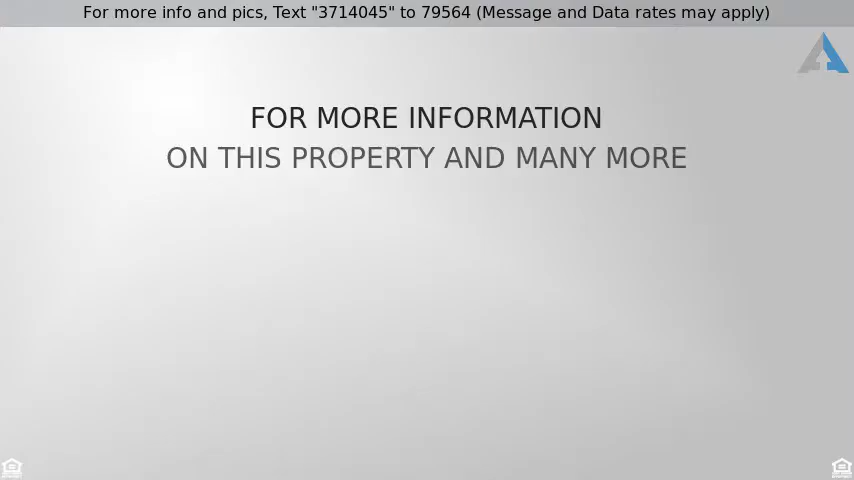 For more info and pics, Text "3714045" to 79564 (Message and Data rates may apply)
FOR MORE INFORMATION
ON THIS PROPERTY AND MANY MORE